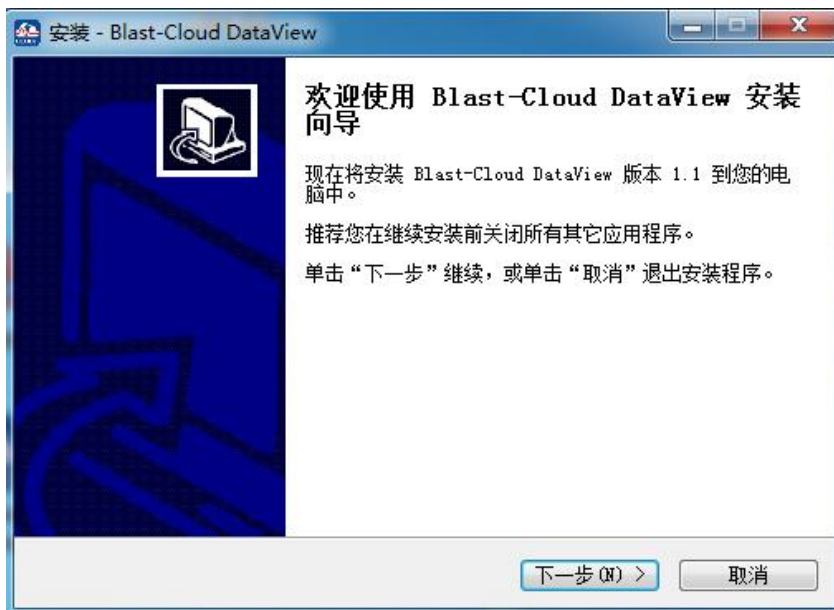 安装 - Blast-Cloud DataView
欢迎使用 Blast-Cloud DataView 安装
向导
现在将安装 Blast-Cloud DataView 版本 1.1 到您的电
脑中。
推荐您在继续安装前关闭所有其它应用程序。
单击“下一步”继续，或单击“取消”退出安装程序。
下一步(N) >
取消